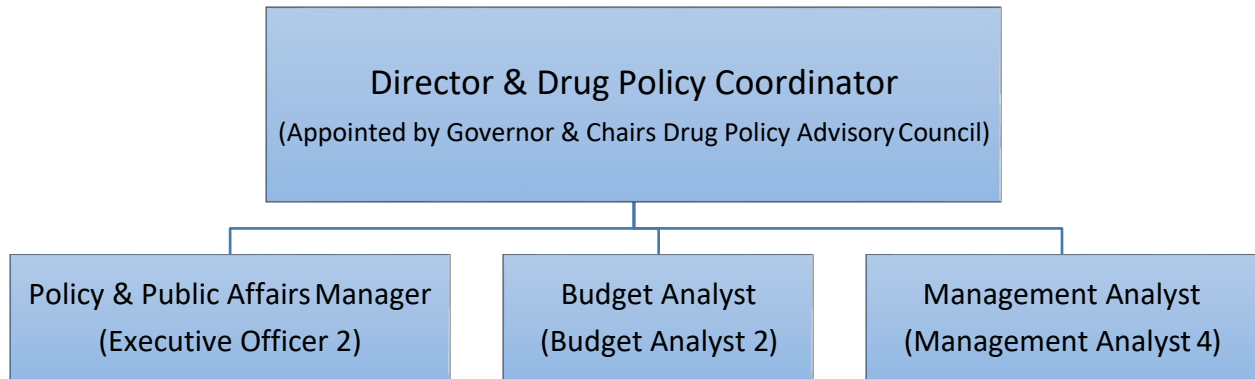 Director & Drug Policy Coordinator
(Appointed by Governor & Chairs Drug Policy Advisory Council)
Policy & Public Affairs Manager
(Executive Officer 2)
Budget Analyst
(Budget Analyst 2)
Management Analyst
(Management Analyst 4)